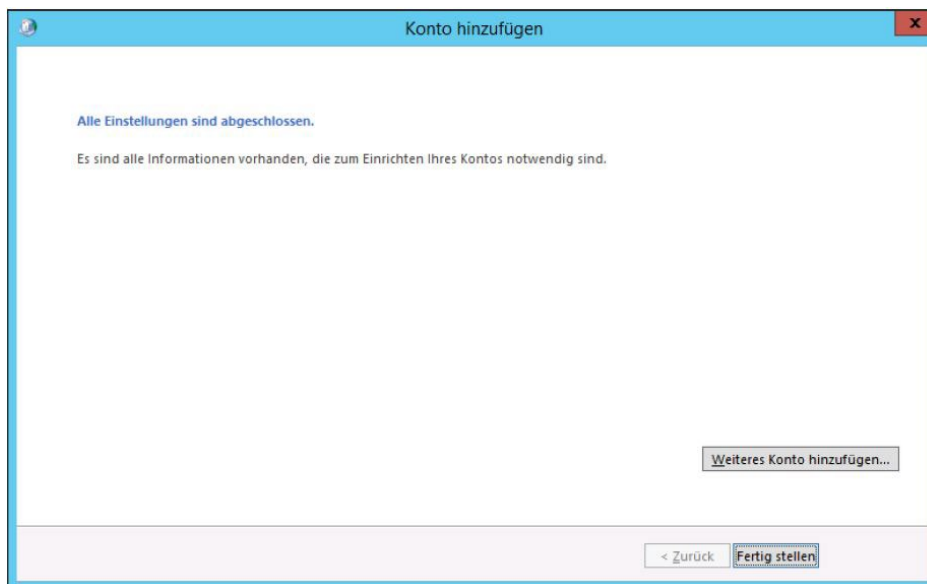 Konto hinzufügen
x
Alle Einstellungen sind abgeschlossen.
Es sind alle Informationen vorhanden, die zum Einrichten Ihres Kontos notwendig sind.
Weiteres Konto hinzufügen...
< Zurück Fertig stellen